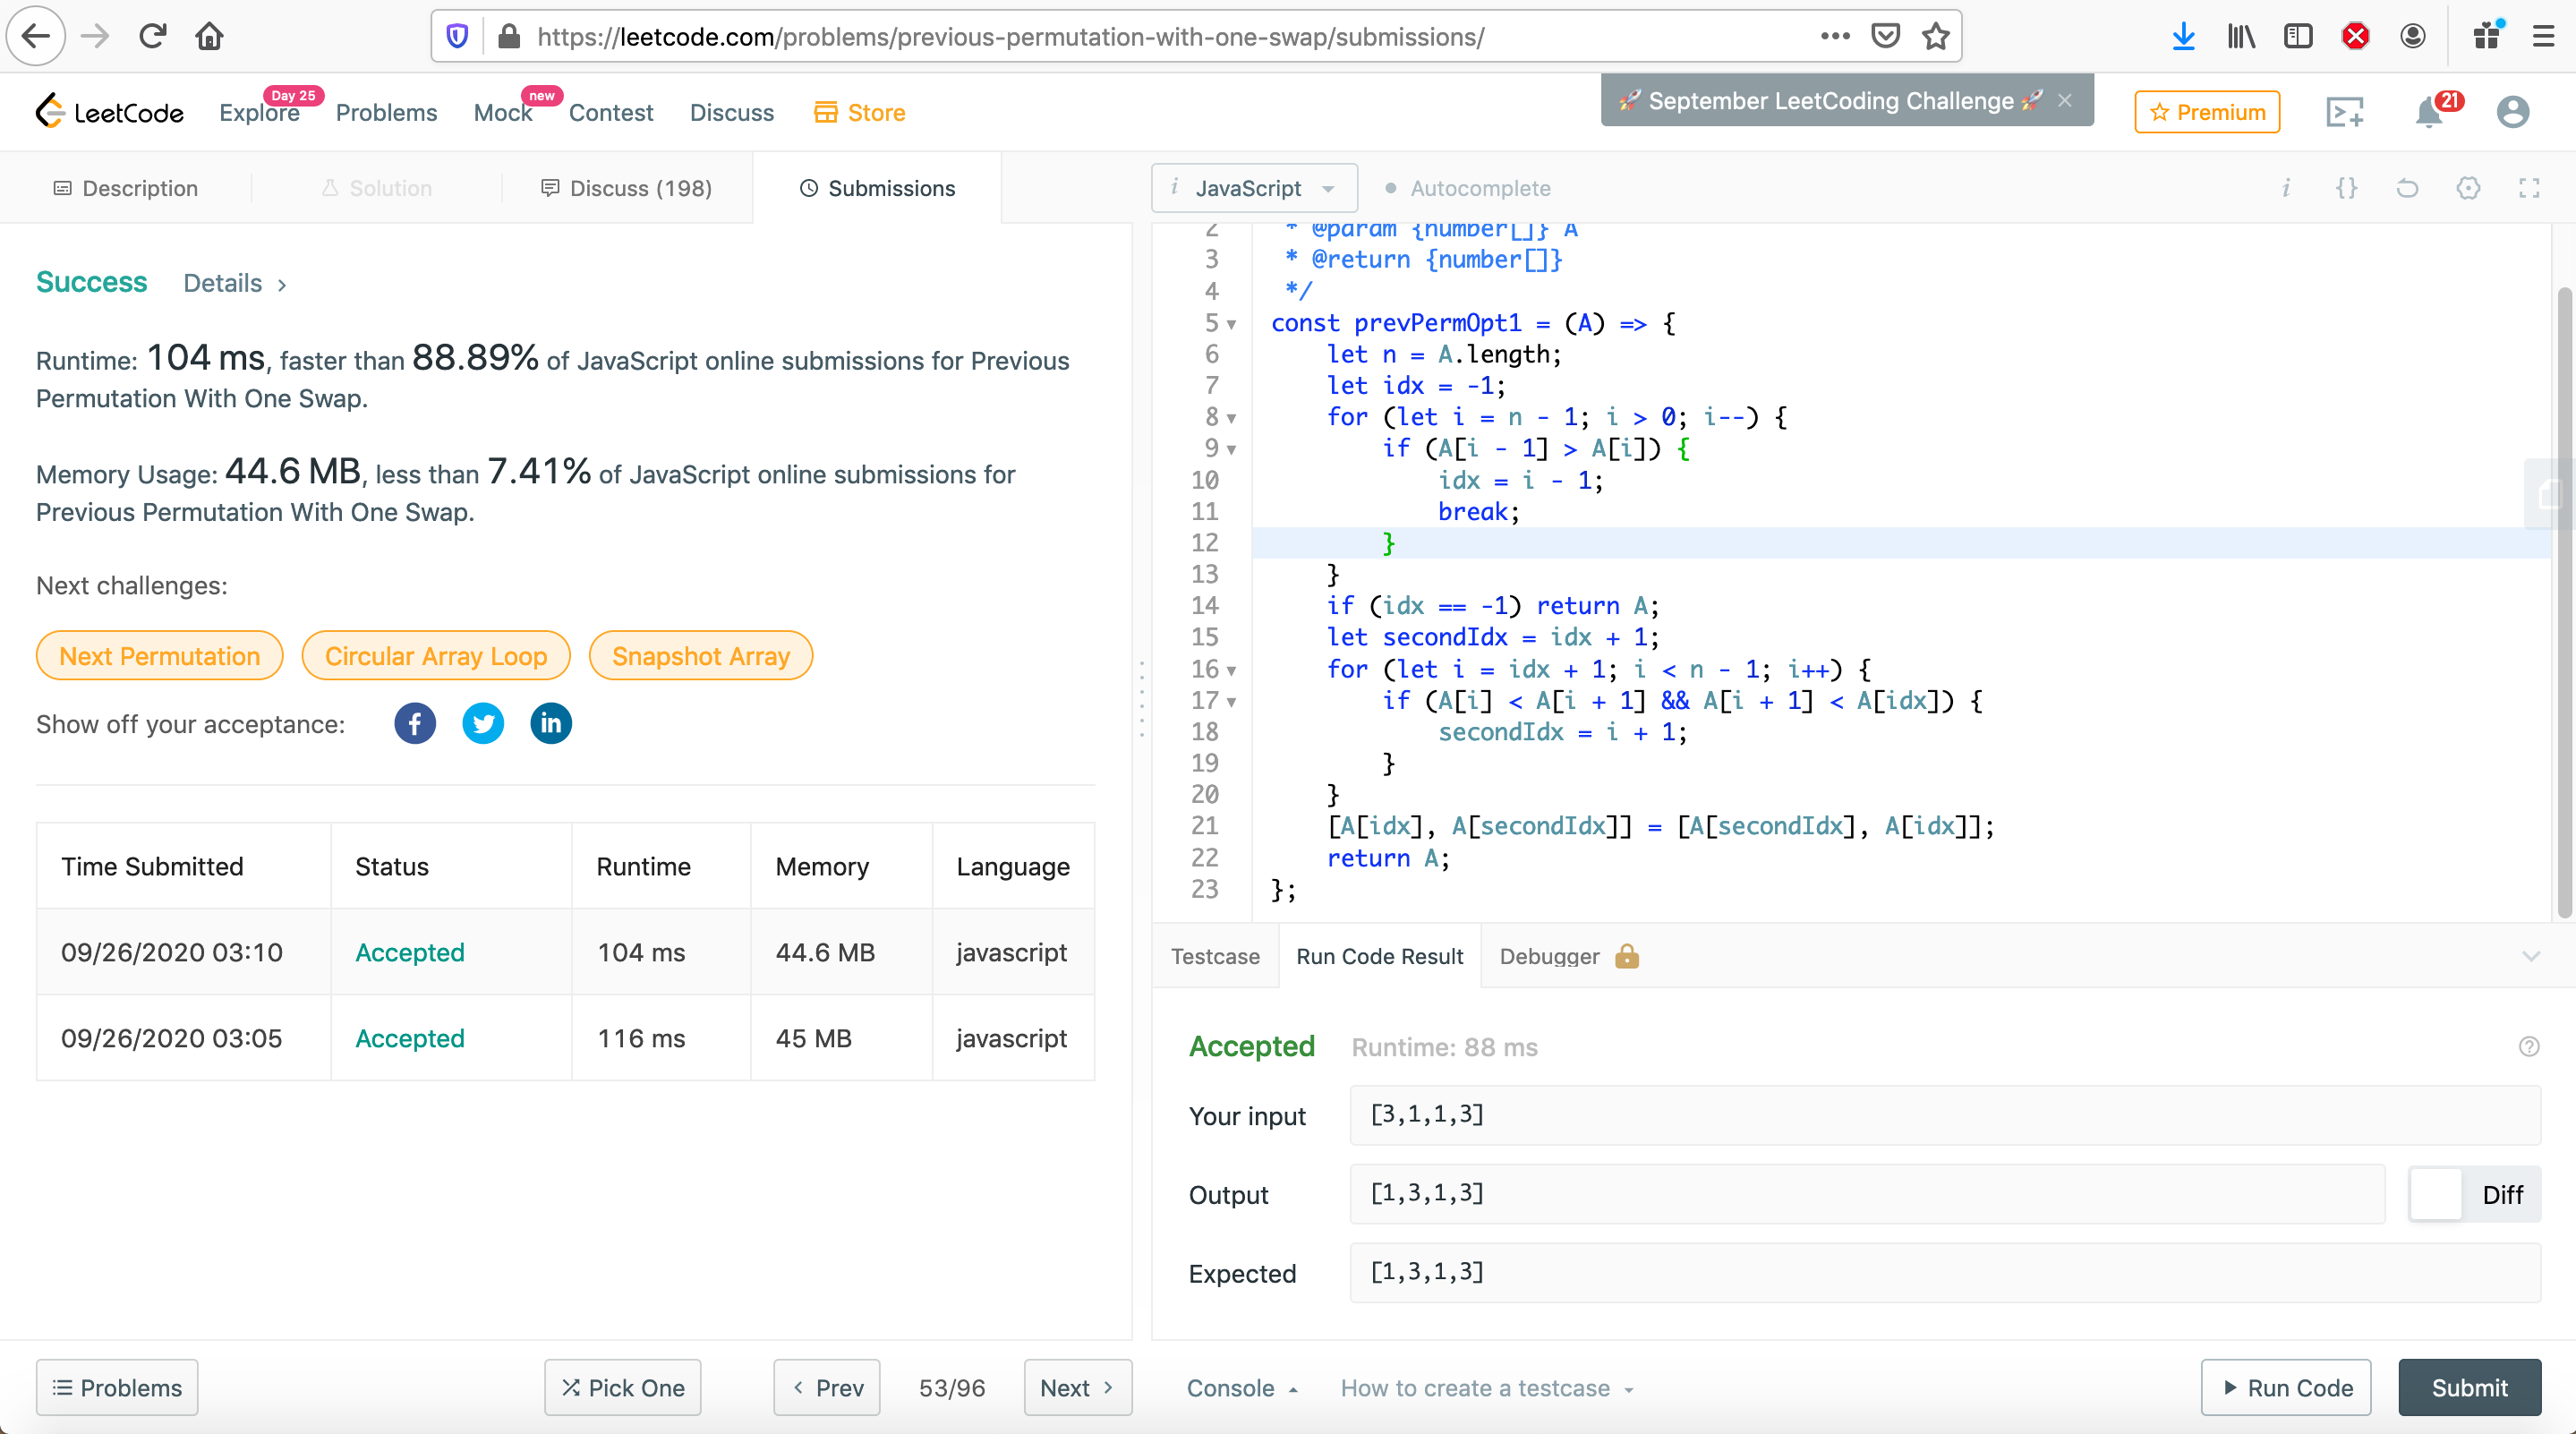 https://leetcode.com/problems/previous-permutation-with-one-swap/submissions/
LeetCode
Explore
Day 25
Problems
Mock
new
Contest
Discuss
Store
🚀 September LeetCoding Challenge 🚀 ×
Premium
21
Description
Solution
Discuss (198)
Submissions
i JavaScript
Autocomplete
Success Details >
Runtime: 104 ms, faster than 88.89% of JavaScript online submissions for Previous
Permutation With One Swap.
Memory Usage: 44.6 MB, less than 7.41% of JavaScript online submissions for
Previous Permutation With One Swap.
Next challenges:
Next Permutation Circular Array Loop Snapshot Array
Show off your acceptance:
Time Submitted Status Runtime Memory Language
09/26/2020 03:10 Accepted 104 ms 44.6 MB javascript
09/26/2020 03:05 Accepted 116 ms 45 MB javascript
2 * @param {number[]} A
3 * @return {number[]}
4 */
5 const prevPermOpt1 = (A) => {
6 let n = A.length;
7 let idx = -1;
8 for (let i = n - 1; i > 0; i--) {
9 if (A[i - 1] > A[i]) {
10 idx = i - 1;
11 break;
12 }
13 }
14 if (idx == -1) return A;
15 let secondIdx = idx + 1;
16 for (let i = idx + 1; i < n - 1; i++) {
17 if (A[i] < A[i + 1] && A[i + 1] < A[idx]) {
18 secondIdx = i + 1;
19 }
20 }
21 [A[idx], A[secondIdx]] = [A[secondIdx], A[idx]];
22 return A;
23 };
Testcase Run Code Result Debugger
Accepted Runtime: 88 ms
Your input [3,1,1,3]
Output [1,3,1,3] Diff
Expected [1,3,1,3]
Problems Pick One < Prev 53/96 Next >
Console How to create a testcase Run Code Submit